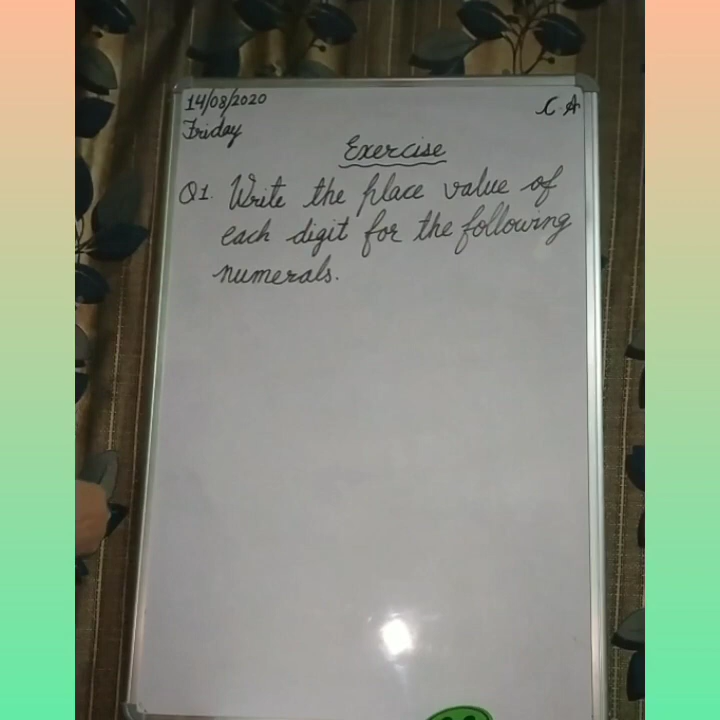 14/08/2020
C.A
Friday
Exercise
Q1. Write the place value of
each digit for the following
numerals.